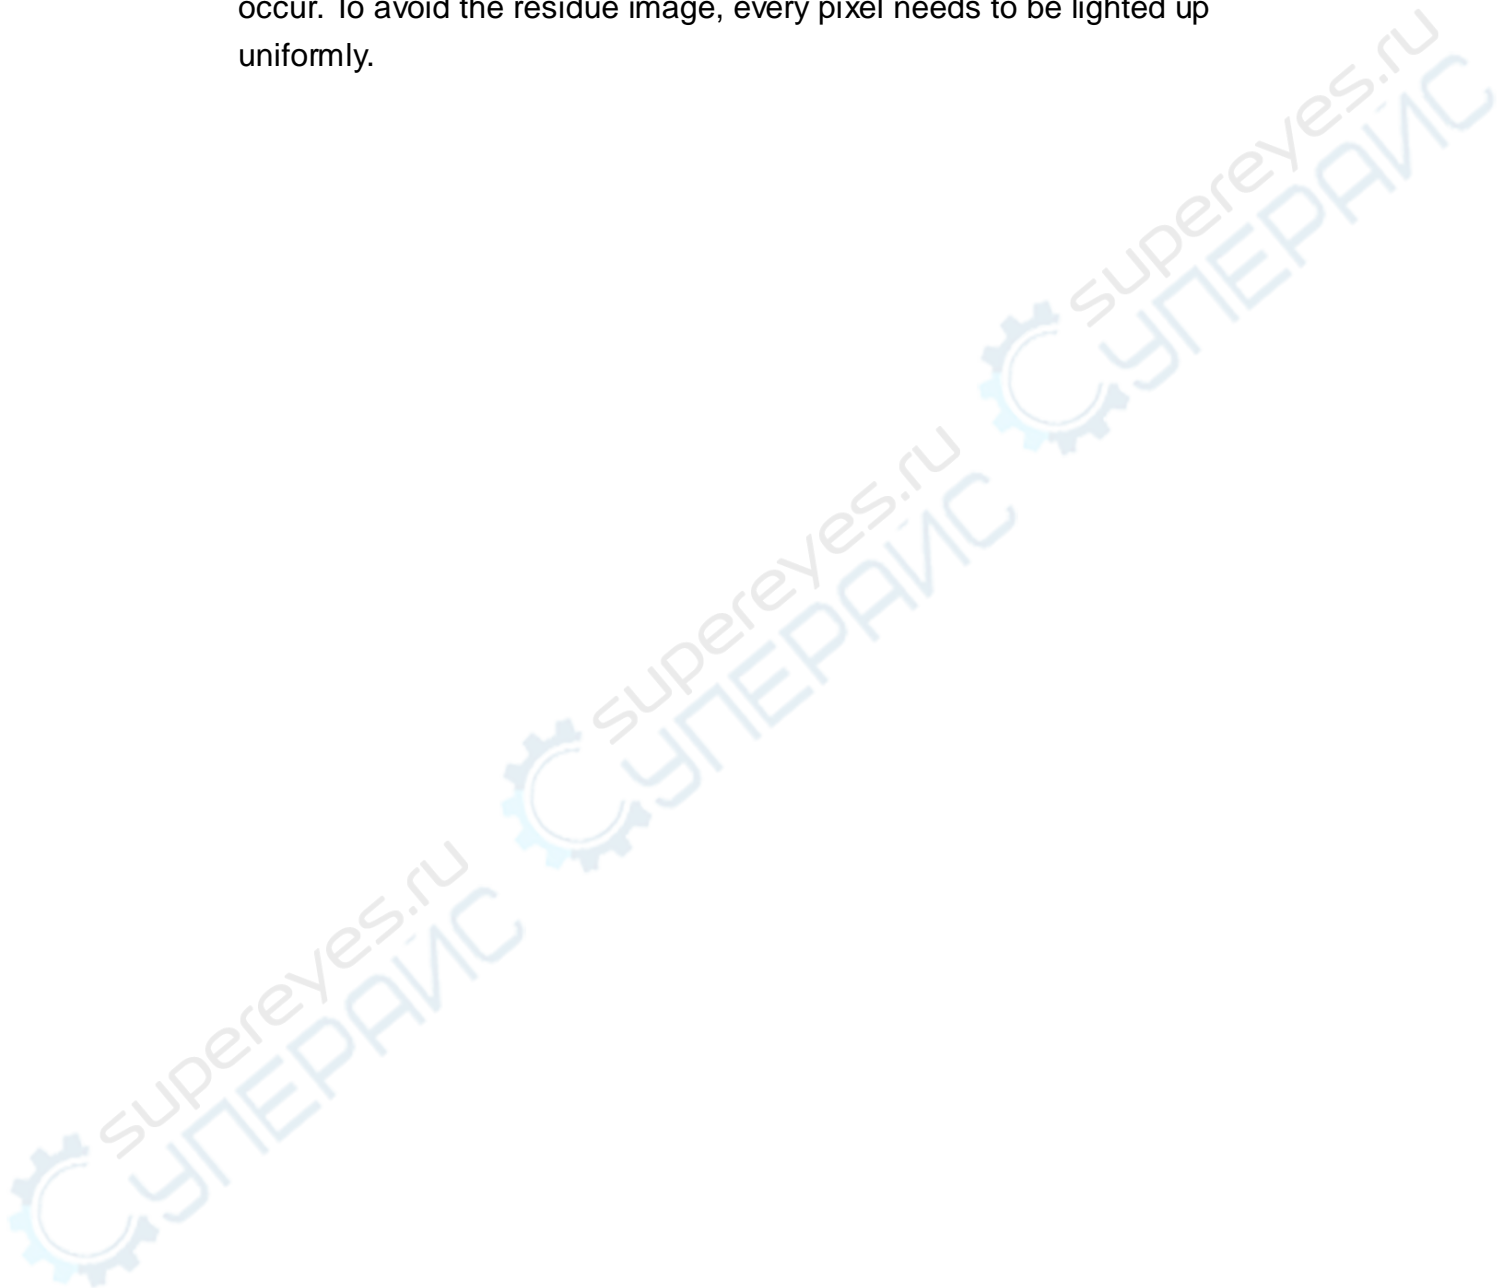 occur. To avoid the residue image, every pixel needs to be lighted up
uniformly.
supereyes.ru
СУПЕРАЙС
supereyes.ru
СУПЕРАЙС
supereyes.ru
СУПЕРАЙС